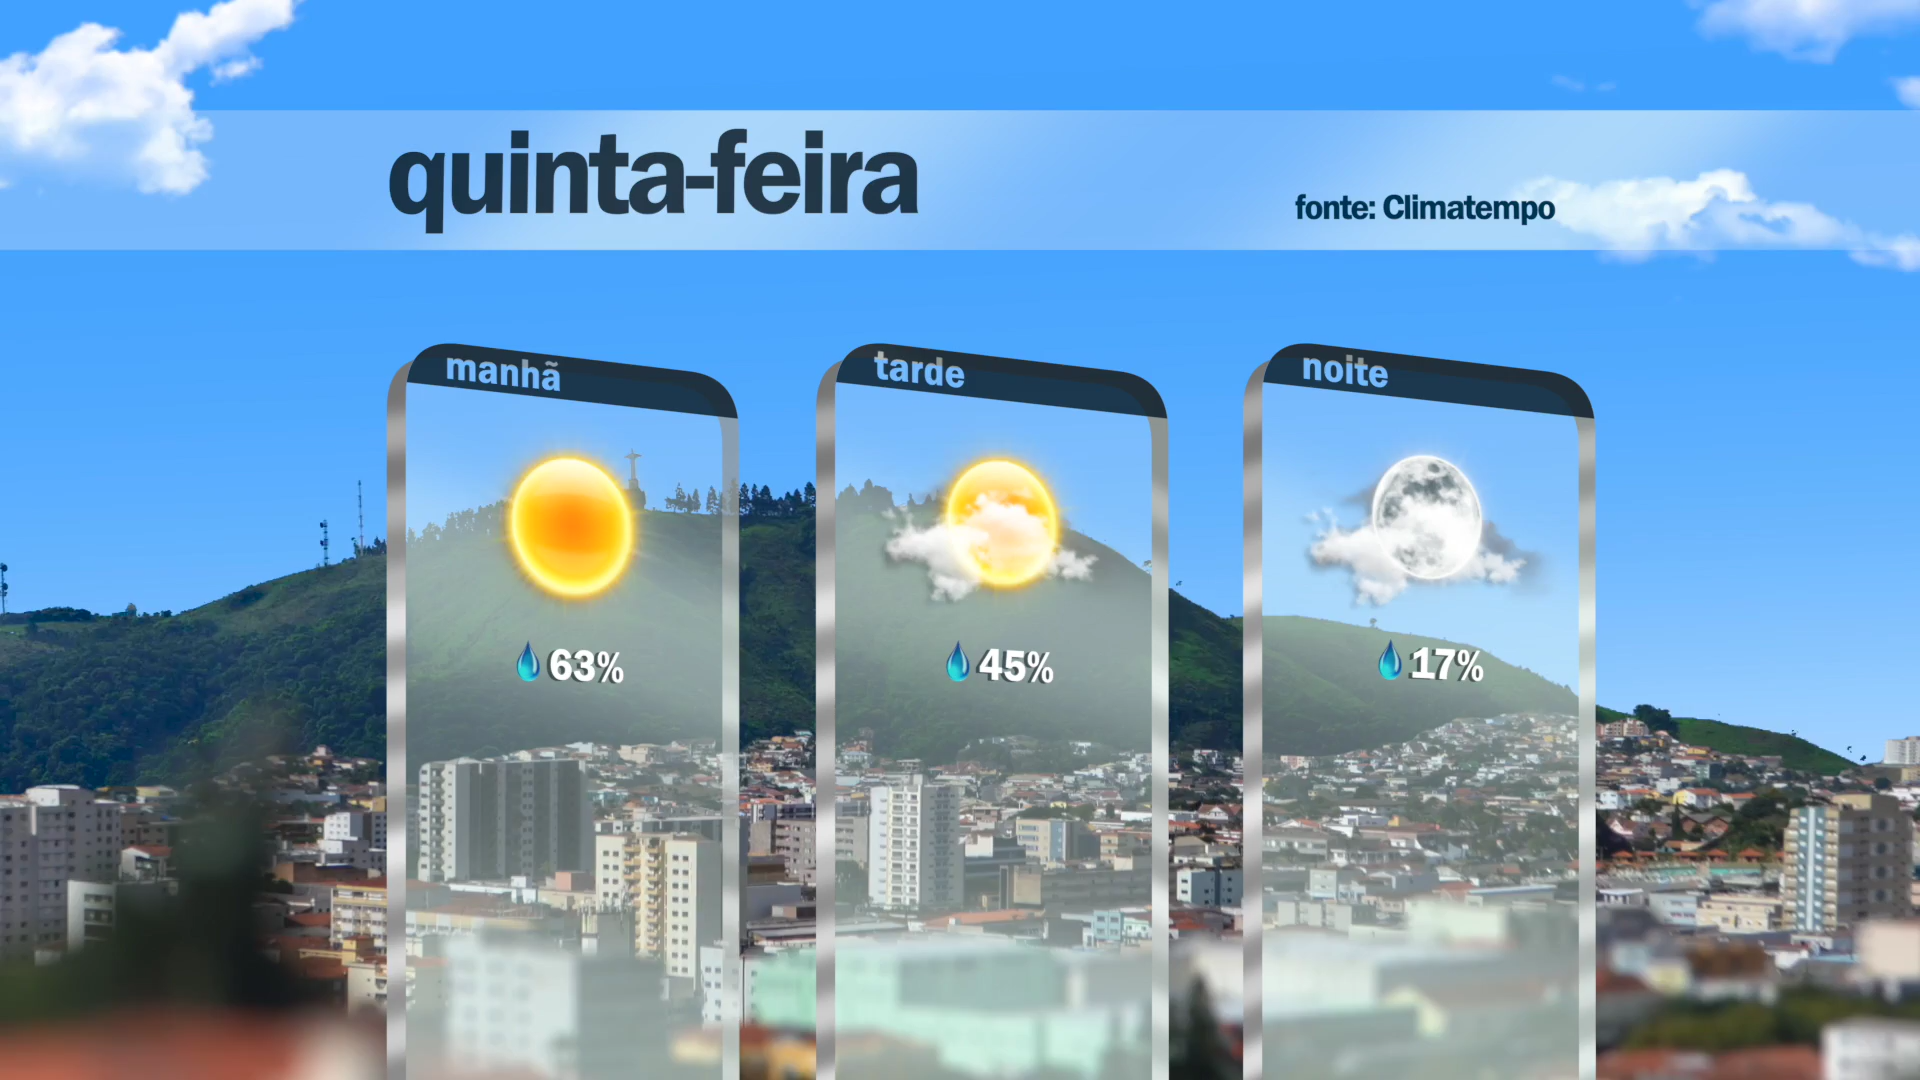 quinta-feira
fonte: Climatempo
manhã
tarde
noite
63%
45%
17%